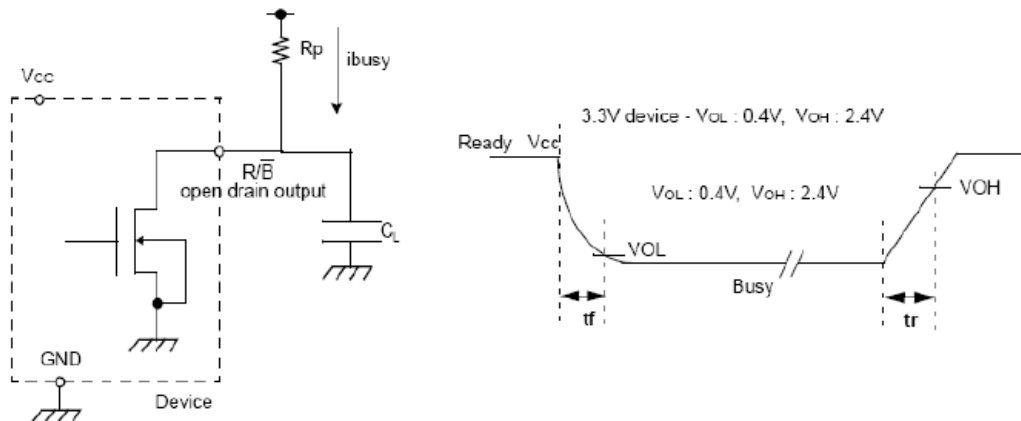 Rp
ibusy
Vcc
R/B̅
open drain output
C_L
GND
Device
3.3V device - VOL : 0.4V, VOH : 2.4V
Ready Vcc
VOH
VOL : 0.4V, VOH : 2.4V
VOL
Busy
tf
tr